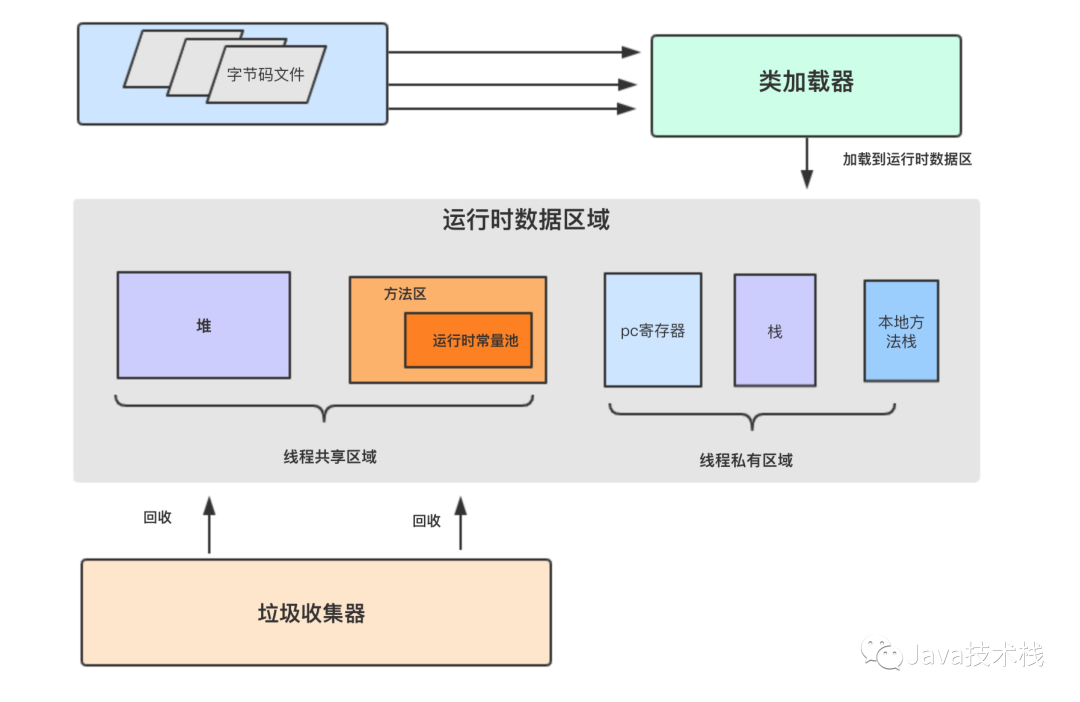 字节码文件
类加载器
加载到运行时数据区
运行时数据区域
堆
方法区
运行时常量池
pc寄存器
栈
本地方
法栈
线程共享区域
线程私有区域
回收
回收
垃圾收集器
Java技术栈